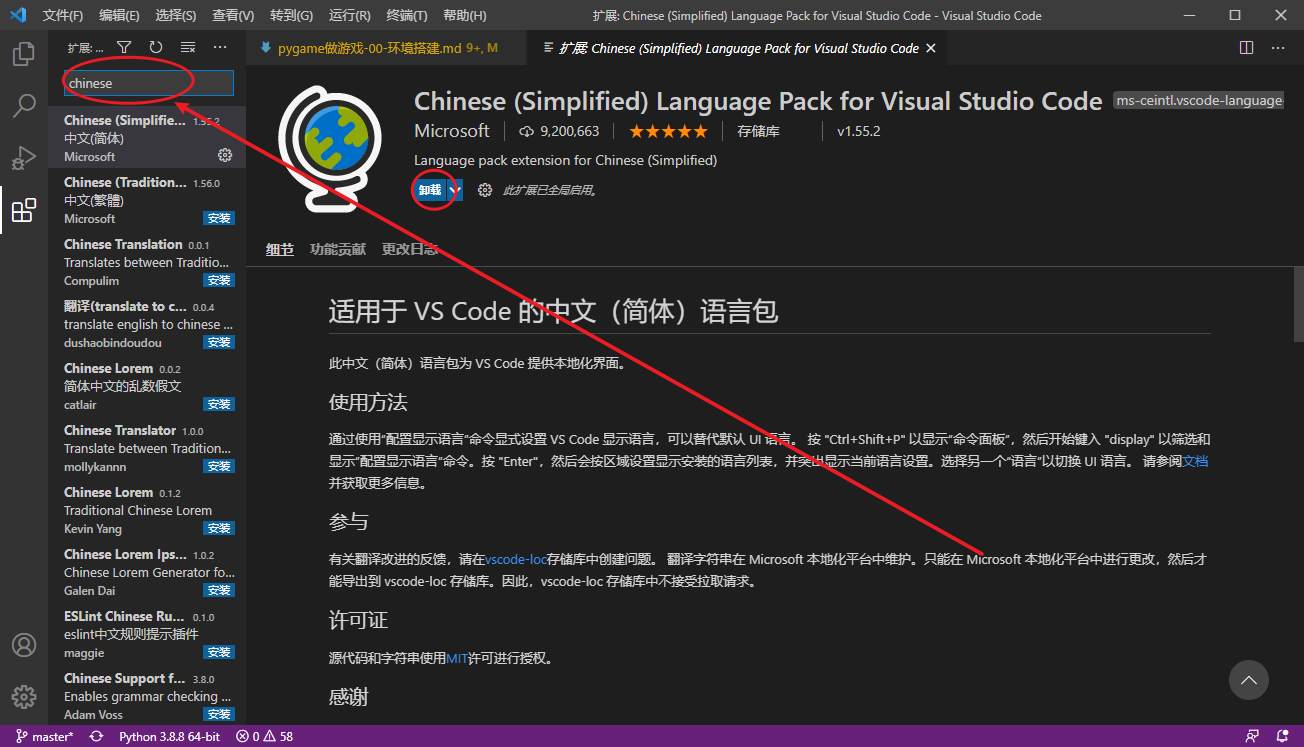 文件(F) 编辑(E) 选择(S) 查看(V) 转到(G) 运行(R) 终端(T) 帮助(H) 扩展: Chinese (Simplified) Language Pack for Visual Studio Code - Visual Studio Code
扩展: ...
pygame做游戏-00-环境搭建.md 9+, M
扩展: Chinese (Simplified) Language Pack for Visual Studio Code
chinese
Chinese (Simplifie... 1.55.2
中文(简体)
Microsoft
Chinese (Tradition... 1.56.0
中文(繁體)
Microsoft 安装
Chinese Translation 0.0.1
Translates between Traditio...
Compulim 安装
翻译(translate to c... 0.0.4
translate english to chinese ...
dushaobindoudou 安装
Chinese Lorem 0.0.2
简体中文的乱数假文
catlair 安装
Chinese Translator 1.0.0
Translate between Tradition...
mollykannn 安装
Chinese Lorem 0.1.2
Traditional Chinese Lorem
Kevin Yang 安装
Chinese Lorem Ips... 1.0.2
Chinese Lorem Generator fo...
Galen Dai 安装
ESLint Chinese Ru... 0.1.0
eslint中文规则提示插件
maggie 安装
Chinese Support f... 3.8.0
Enables grammar checking ...
Adam Voss 安装
Chinese (Simplified) Language Pack for Visual Studio Code ms-ceintl.vscode-language-
Microsoft 9,200,663 ★★★★★ 存储库 v1.55.2
Language pack extension for Chinese (Simplified)
卸载 此扩展已全局启用。
细节 功能贡献 更改日志
适用于 VS Code 的中文（简体）语言包
此中文（简体）语言包为 VS Code 提供本地化界面。
使用方法
通过使用“配置显示语言”命令显式设置 VS Code 显示语言，可以替代默认 UI 语言。 按 "Ctrl+Shift+P" 以显示“命令面板”，然后开始键入 "display" 以筛选和
显示“配置显示语言”命令。按 "Enter"，然后会按区域设置显示安装的语言列表，并突出显示当前语言设置。选择另一个“语言”以切换 UI 语言。 请参阅文档
并获取更多信息。
参与
有关翻译改进的反馈，请在vscode-loc存储库中创建问题。 翻译字符串在 Microsoft 本地化平台中维护。只能在 Microsoft 本地化平台中进行更改，然后才
能导出到 vscode-loc 存储库。因此，vscode-loc 存储库中不接受拉取请求。
许可证
源代码和字符串使用MIT许可进行授权。
感谢
master* Python 3.8.8 64-bit 0 58